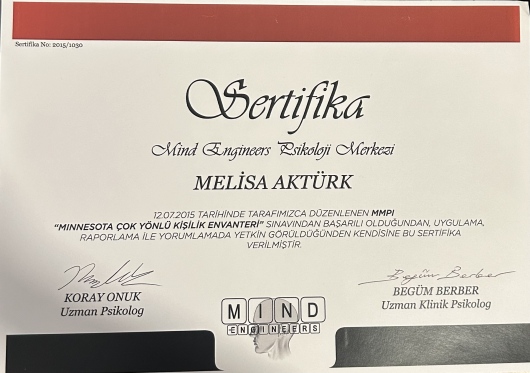 Sertifika No: 2015/1030
Sertifika
Mind Engineers Psikoloji Merkezi
MELİSA AKTÜRK
12.07.2015 TARİHİNDE TARAFIMIZCA DÜZENLENEN MMPI
"MINNESOTA ÇOK YÖNLÜ KİŞİLİK ENVANTERİ" SINAVINDAN BAŞARILI OLDUĞUNDAN, UYGULAMA,
RAPORLAMA İLE YORUMLAMADA YETKİN GÖRÜLDÜĞÜNDEN KENDİSİNE BU SERTİFİKA
VERİLMİŞTİR.
Begüm Berber
KORAY ONUK
Uzman Psikolog
BEGÜM BERBER
Uzman Klinik Psikolog
MIND
ENGINEERS